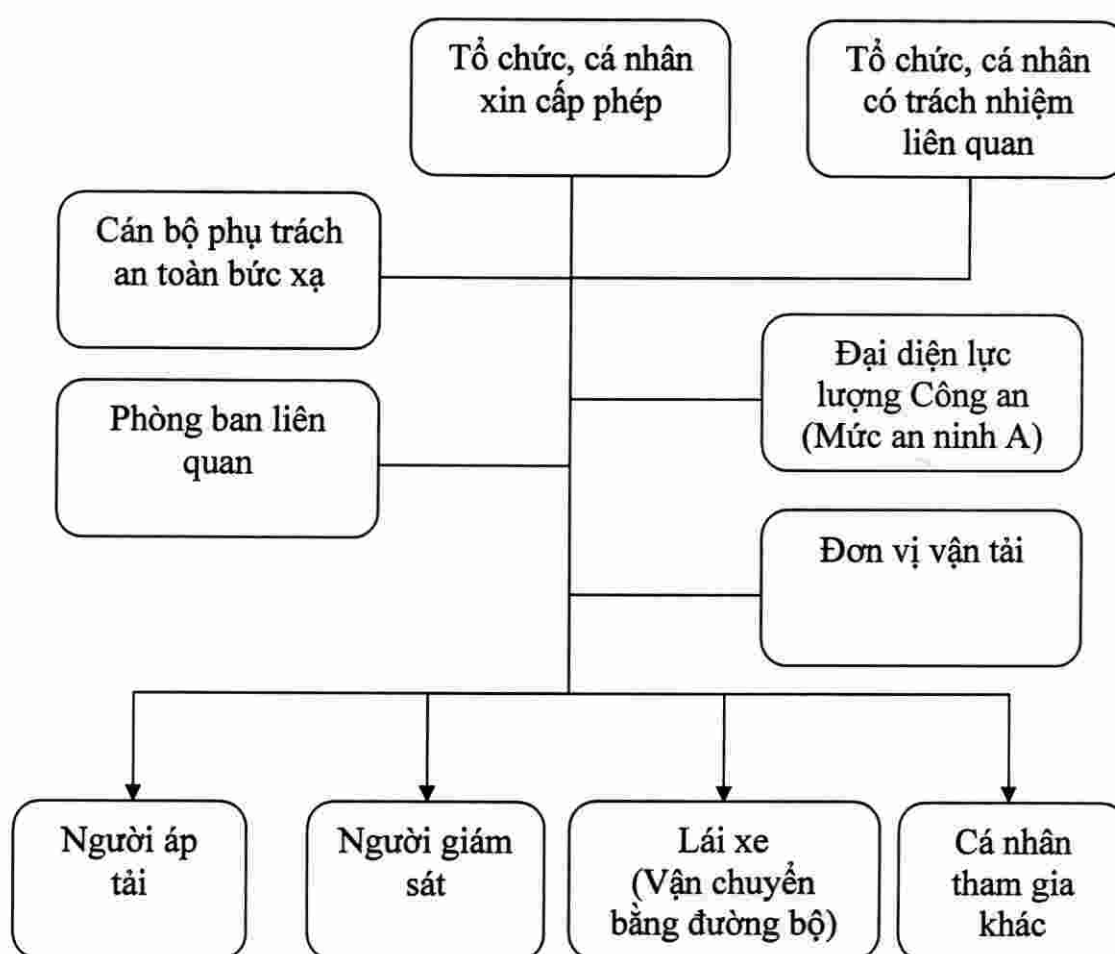 Tổ chức, cá nhân
xin cấp phép
Tổ chức, cá nhân
có trách nhiệm
liên quan
Cán bộ phụ trách
an toàn bức xạ
Đại diện lực
lượng Công an
(Mức an ninh A)
Phòng ban liên
quan
Đơn vị vận tải
Người áp
tải
Người giám
sát
Lái xe
(Vận chuyển
bằng đường bộ)
Cá nhân
tham gia
khác